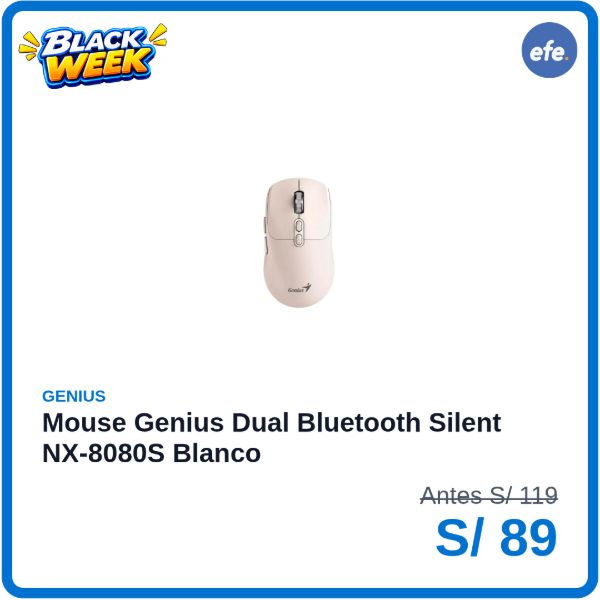 BLACK
WEEK
efe.
Genius
GENIUS
Mouse Genius Dual Bluetooth Silent
NX-8080S Blanco
Antes S/ 119
S/ 89